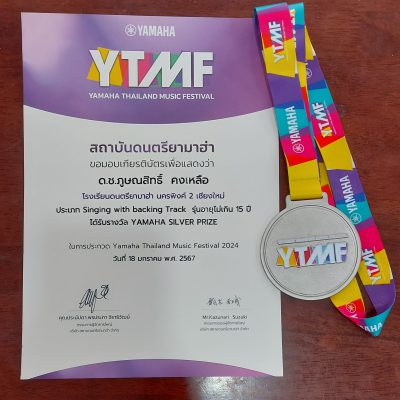 YAMAHA
YTMF
YAMAHA THAILAND MUSIC FESTIVAL
สถาบันดนตรียามาฮ่า
ขอมอบเกียรติบัตรเพื่อแสดงว่า
ด.ช.ภูษณสิทธิ์ คงเหลือ
โรงเรียนดนตรียามาฮ่า นครพิงค์ 2 เชียงใหม่
ประเภท Singing with backing Track รุ่นอายุไม่เกิน 15 ปี
ได้รับรางวัล YAMAHA SILVER PRIZE
ในการประกวด Yamaha Thailand Music Festival 2024
วันที่ 18 มกราคม พ.ศ. 2567
Mr.Kazunari Suzuki
YTMF
YAMAHA
YTMF
YAMAHA
YTMF